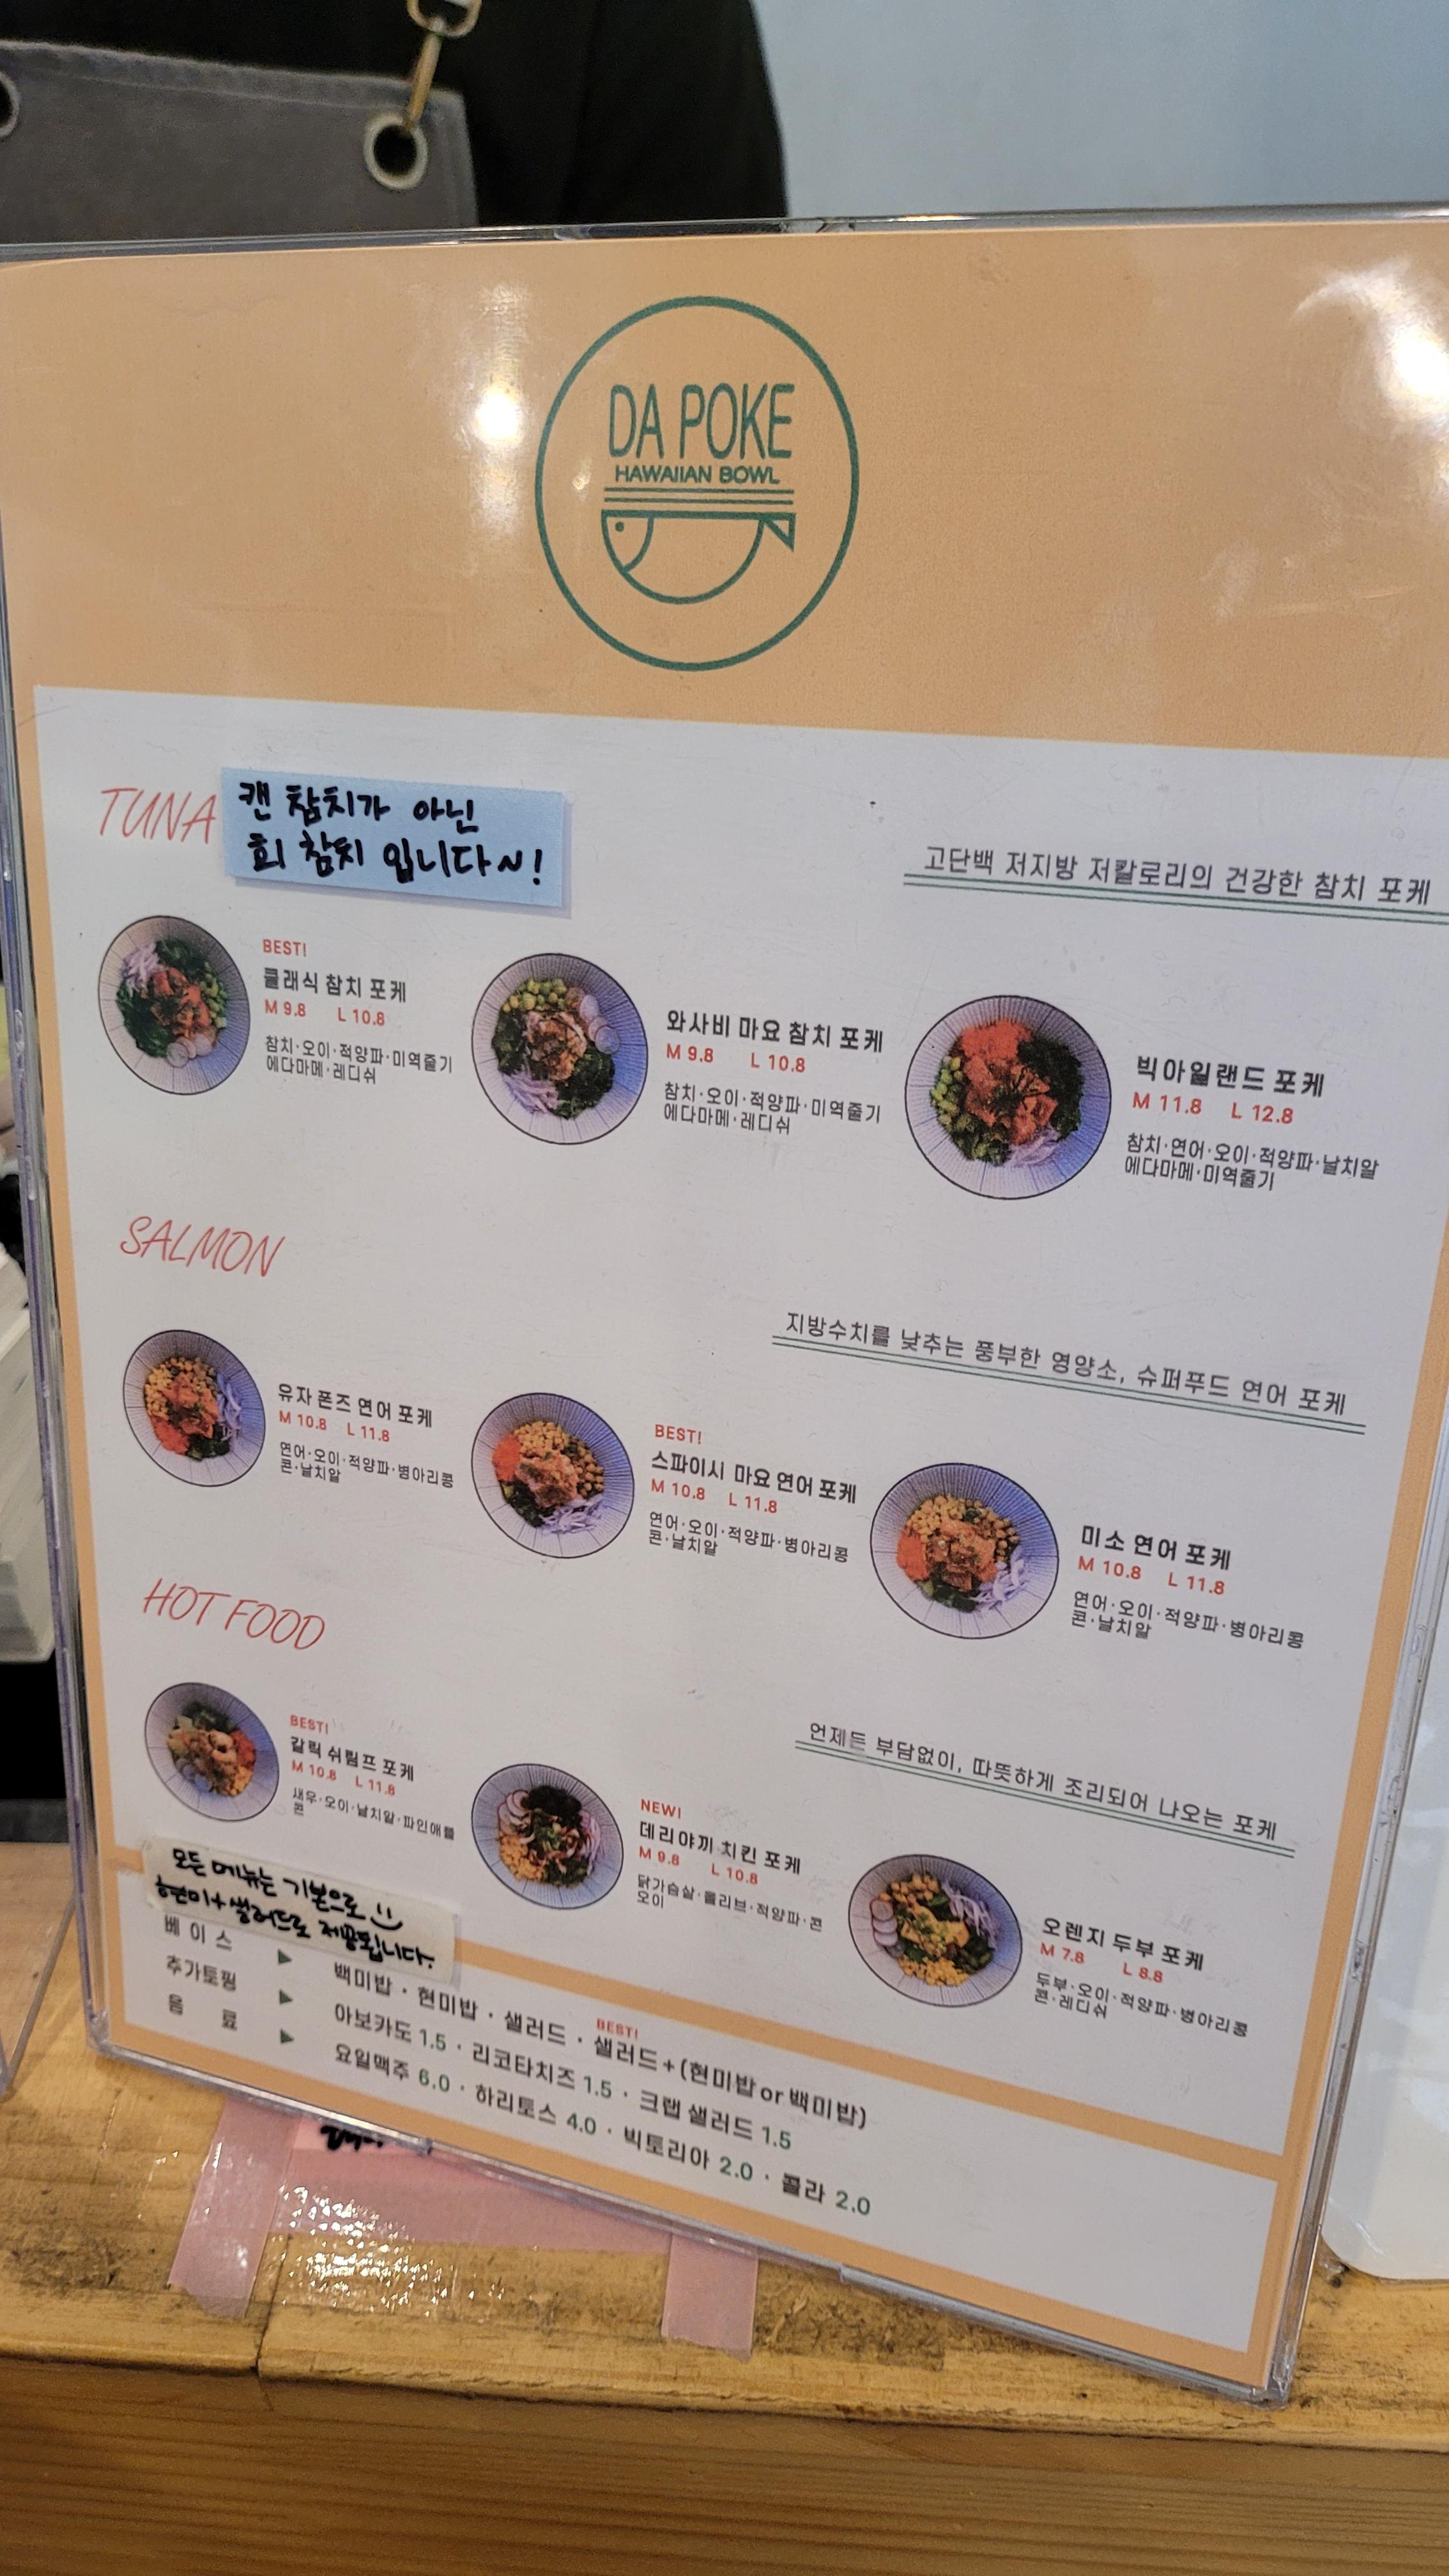 DA POKE
HAWAIIAN BOWL
TUNA
캔 참치가 아닌
회 참치 입니다~!
고단백 저지방 저칼로리의 건강한 참치 포케
BEST!
클래식 참치 포케
M 9.8 L 10.8
참치·오이·적양파·미역줄기
에다마메·레디쉬
와사비 마요 참치 포케
M 9.8 L 10.8
참치·오이·적양파·미역줄기
에다마메·레디쉬
빅아일랜드 포케
M 11.8 L 12.8
참치·연어·오이·적양파·날치알
에다마메·미역줄기
SALMON
지방수치를 낮추는 풍부한 영양소, 슈퍼푸드 연어 포케
유자 폰즈 연어 포케
M 10.8 L 11.8
연어·오이·적양파·병아리콩
콘·날치알
BEST!
스파이시 마요 연어 포케
M 10.8 L 11.8
연어·오이·적양파·병아리콩
콘·날치알
미소 연어 포케
M 10.8 L 11.8
연어·오이·적양파·병아리콩
콘·날치알
HOT FOOD
언제든 부담없이, 따뜻하게 조리되어 나오는 포케
BEST!
갈릭 쉬림프 포케
M 10.8 L 11.8
새우·오이·날치알·파인애플
콘
NEW!
데리야끼 치킨 포케
M 9.8 L 10.8
닭가슴살·올리브·적양파·콘
오이
오렌지 두부 포케
M 7.8 L 8.8
두부·오이·적양파·병아리콩
콘·레디쉬
모든 메뉴는 기본으로
현미+샐러드로 제공됩니다.
BEST!
베이스 ▶ 백미밥 · 현미밥 · 샐러드 · 샐러드+(현미밥 or 백미밥)
추가토핑 ▶ 아보카도 1.5 · 리코타치즈 1.5 · 크랩 샐러드 1.5
음 료 ▶ 요일맥주 6.0 · 하리토스 4.0 · 빅토리아 2.0 · 콜라 2.0